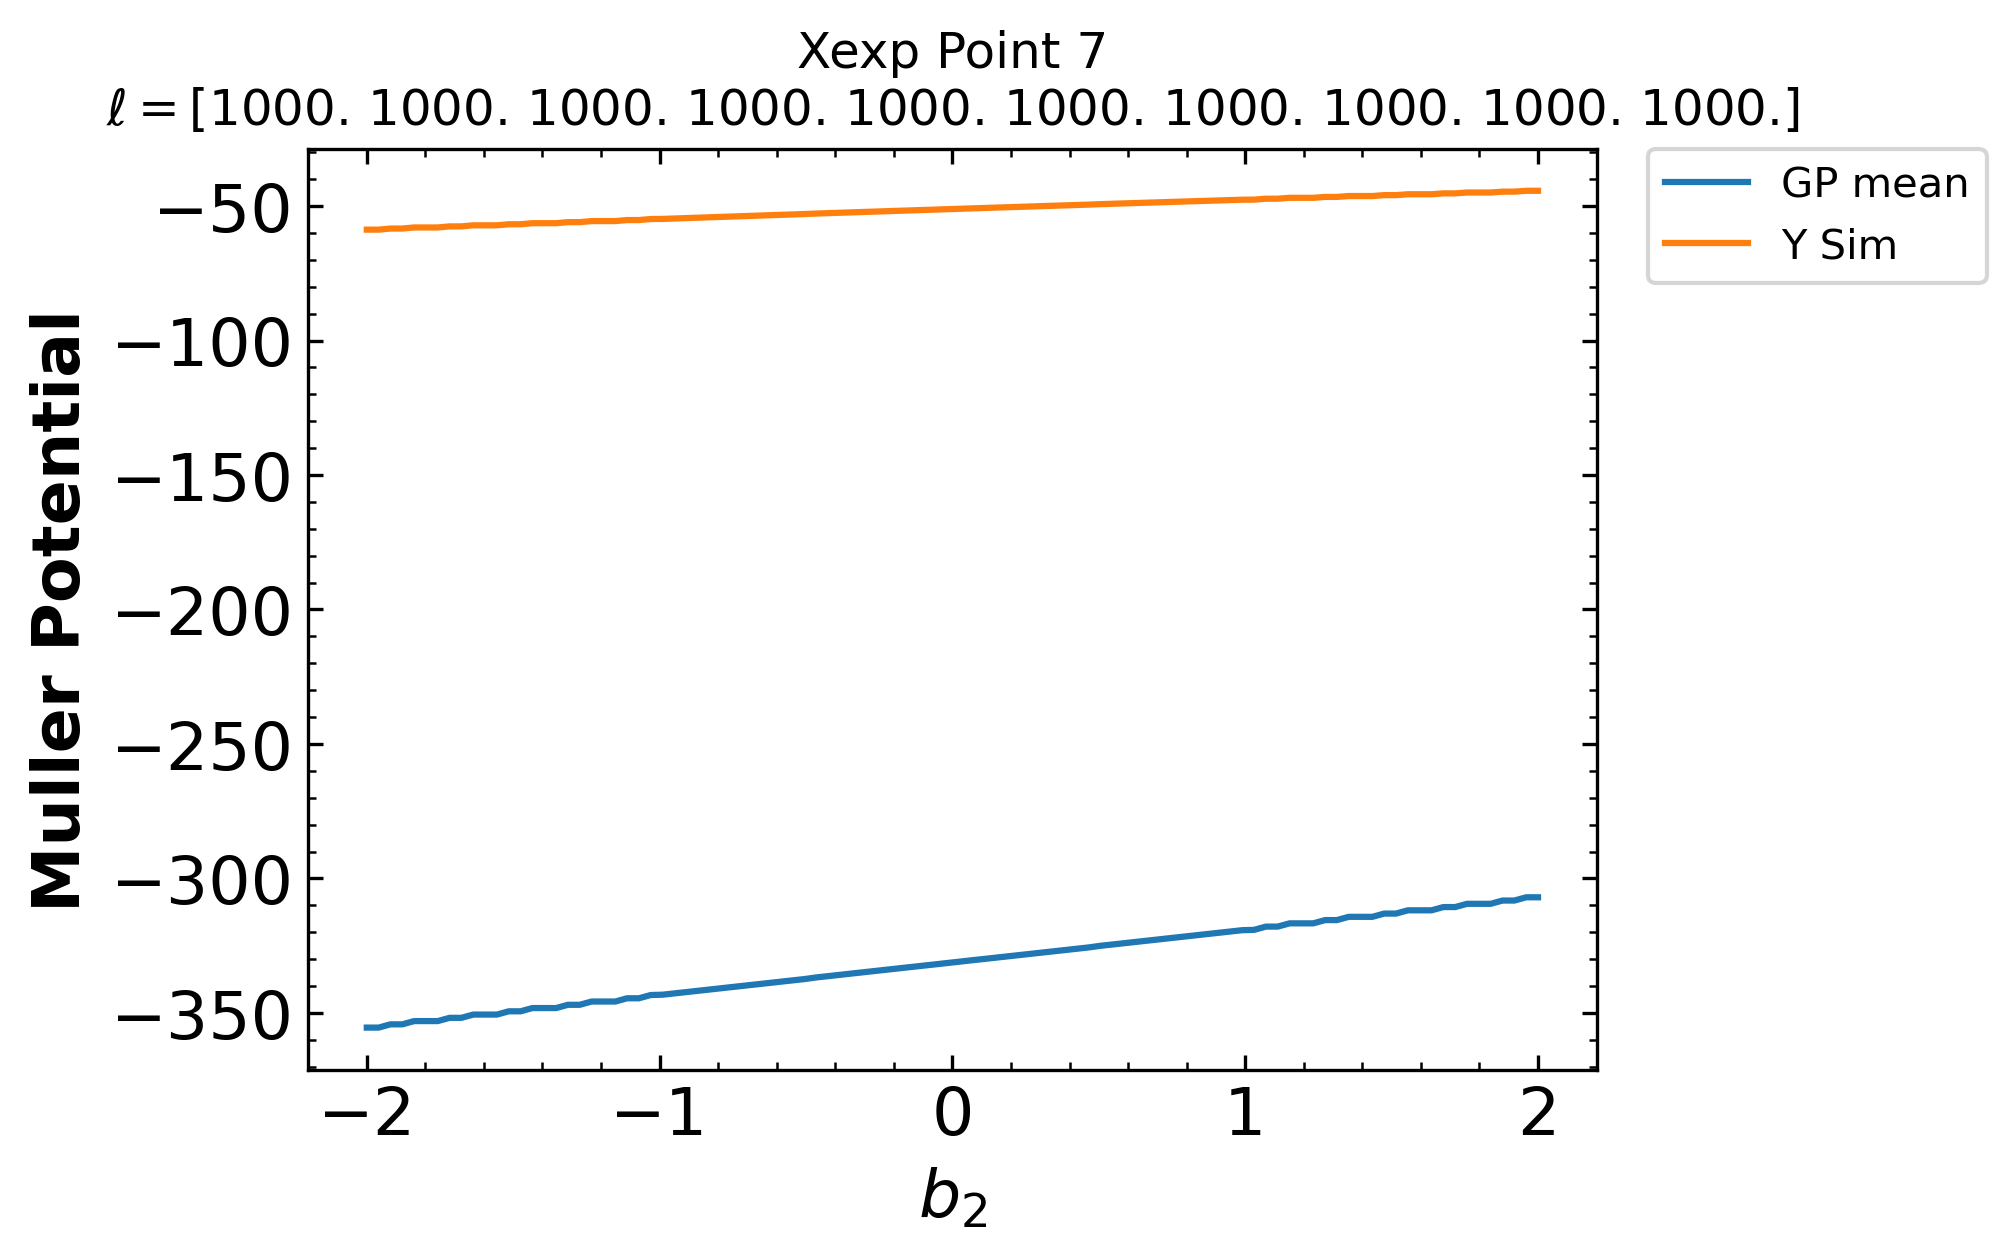 Xexp Point 7
ℓ = [1000. 1000. 1000. 1000. 1000. 1000. 1000. 1000. 1000. 1000.]
GP mean
Y Sim
Muller Potential
−50
−100
−150
−200
−250
−300
−350
−2 −1 0 1 2
b₂